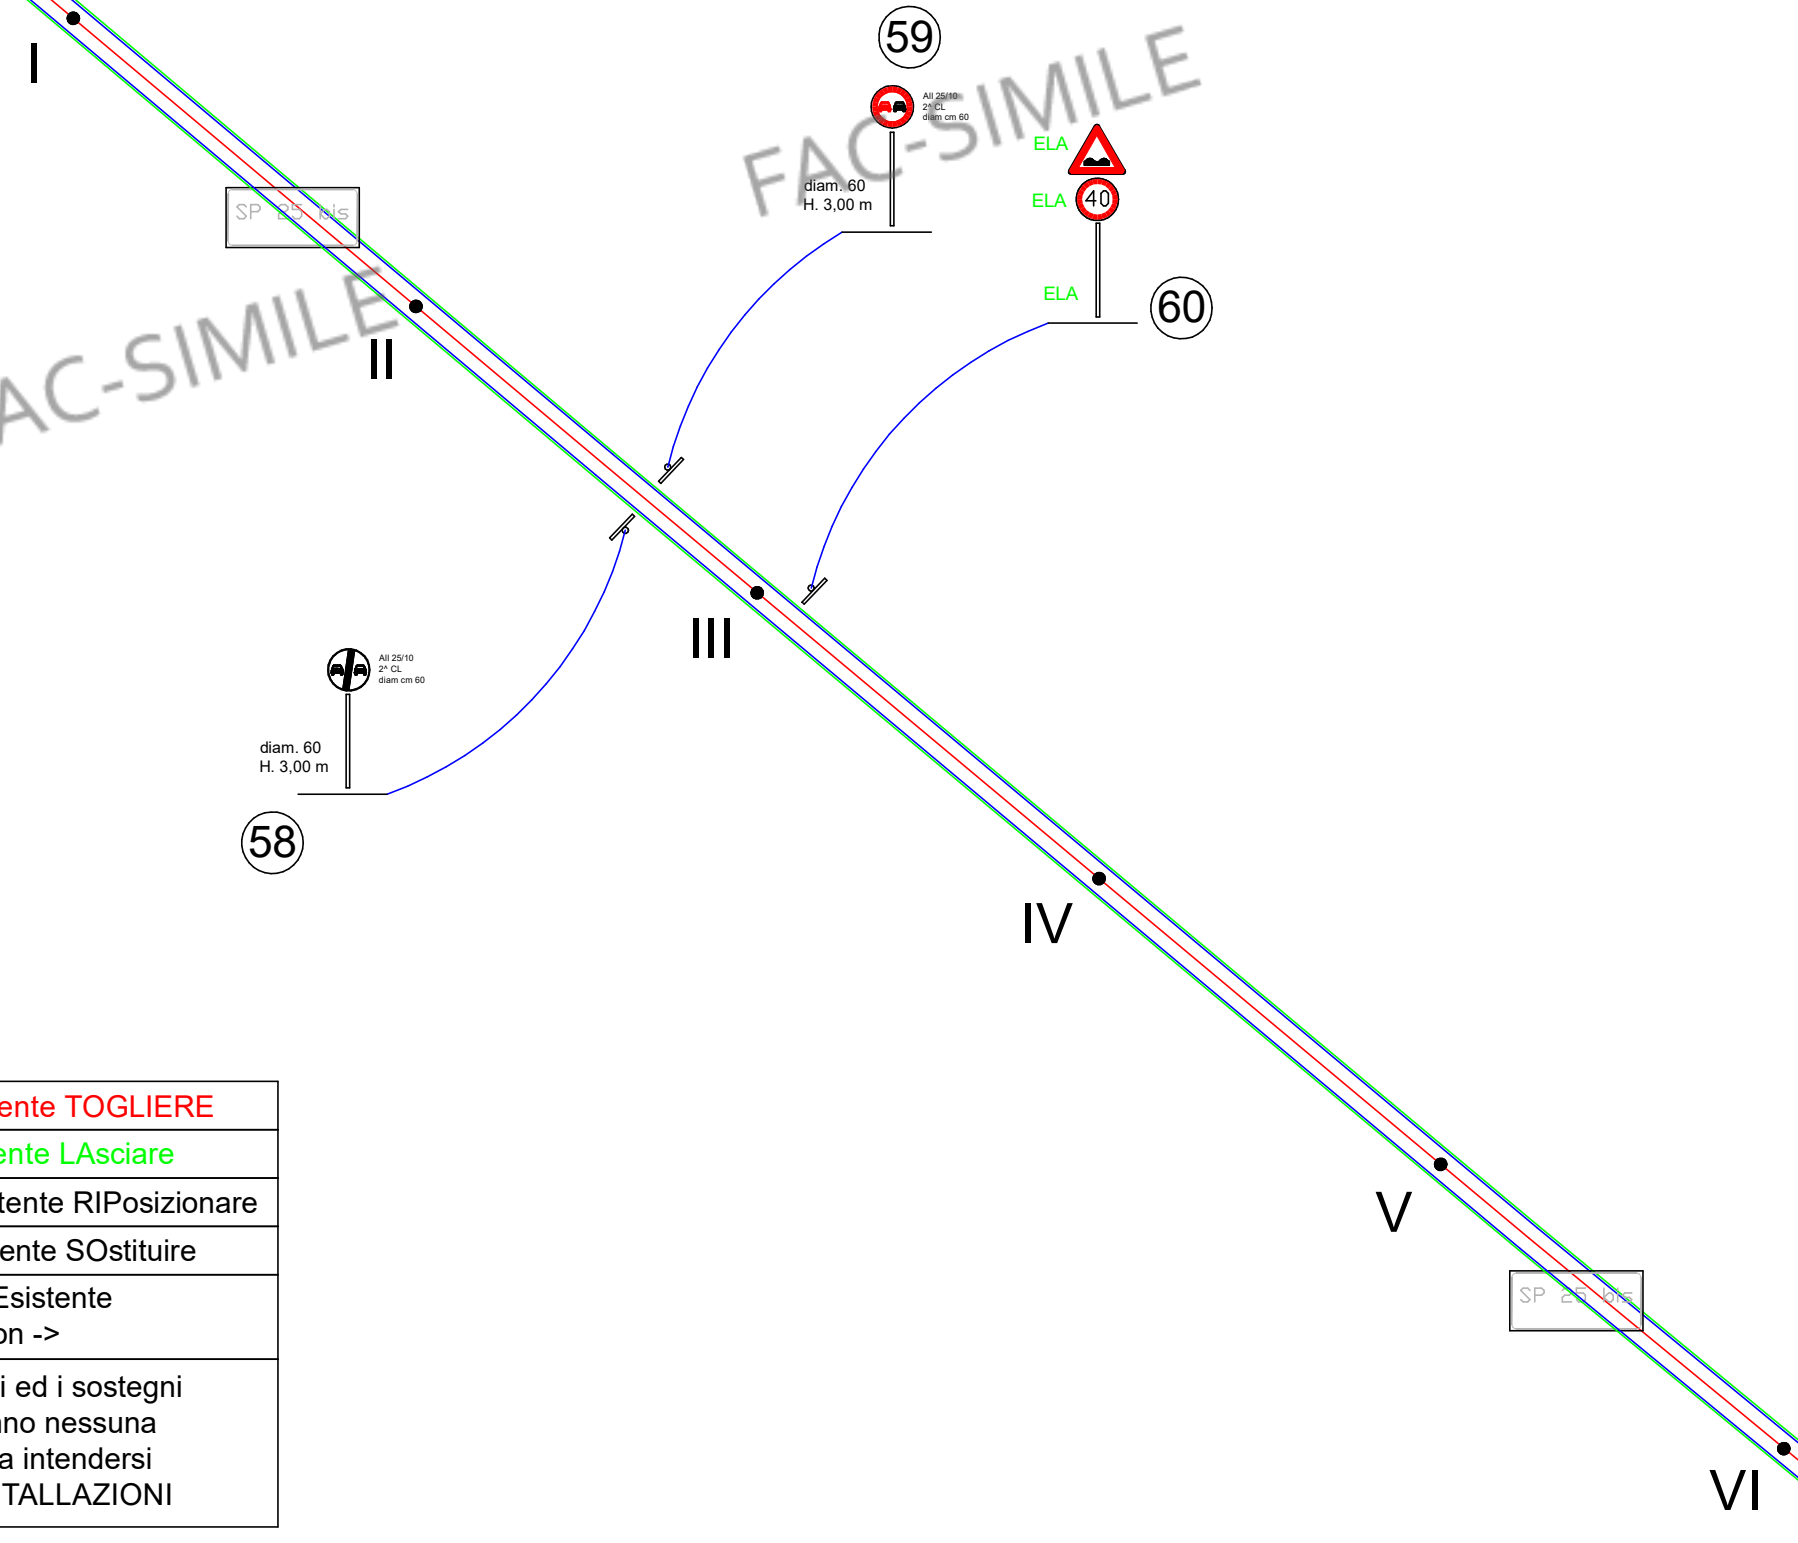 I
59
All 25/10
2^ CL
diam cm 60
FAC-SIMILE
diam. 60
H. 3,00 m
ELA
ELA
40
ELA
60
SP 25 bis
AC-SIMILE
II
III
All 25/10
2^ CL
diam cm 60
diam. 60
H. 3,00 m
58
IV
ente TOGLIERE
ente LAsciare
tente RIPosizionare
ente SOstituire
Esistente
on ->
i ed i sostegni
nno nessuna
a intendersi
TALLAZIONI
V
SP 25 bis
VI